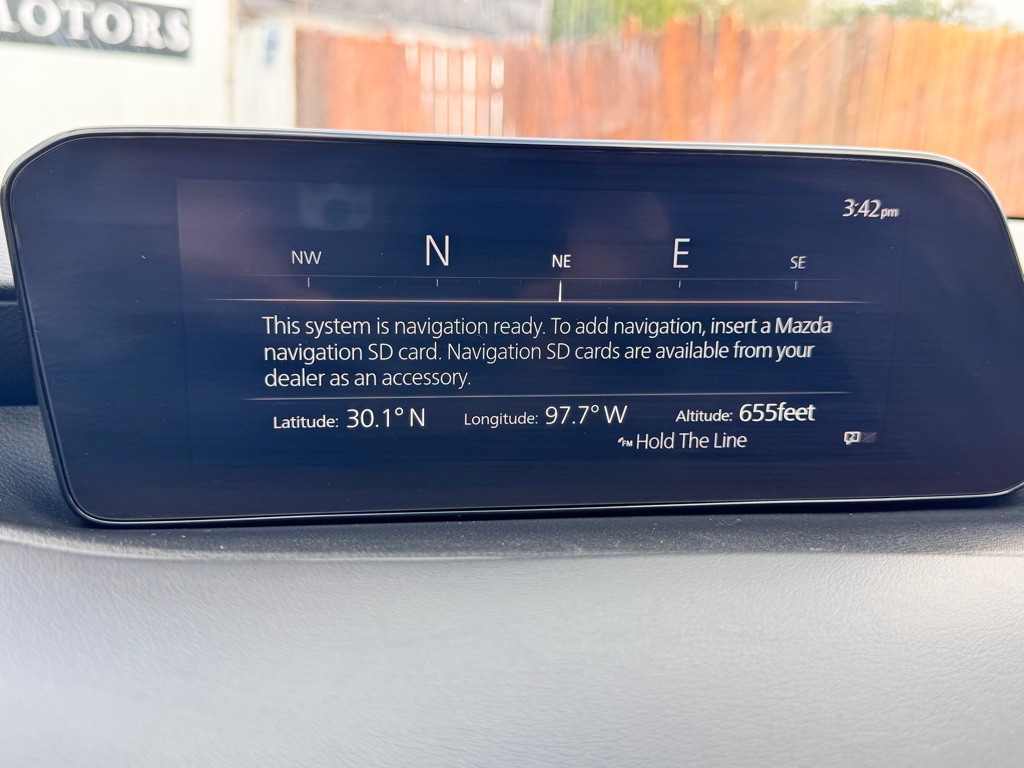 MOTORS
3:42pm
NW N NE E SE
This system is navigation ready. To add navigation, insert a Mazda
navigation SD card. Navigation SD cards are available from your
dealer as an accessory.
Latitude: 30.1° N Longitude: 97.7° W Altitude: 655feet
FM Hold The Line